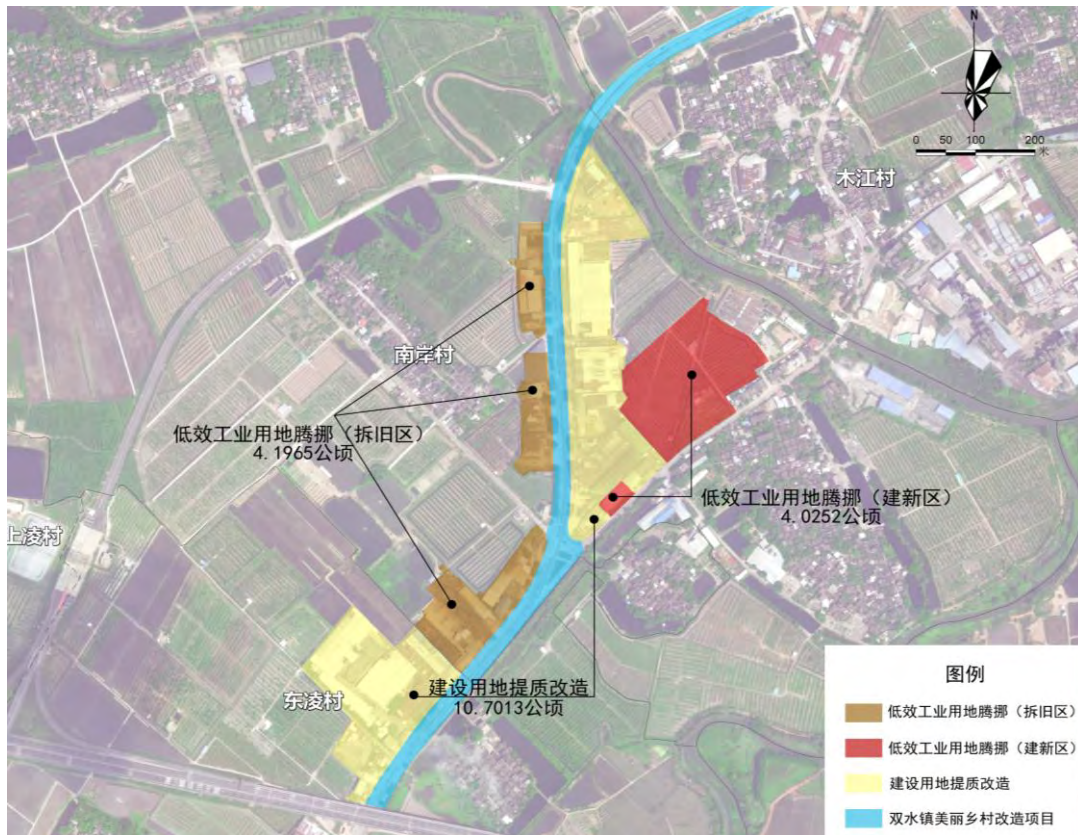 N
0 50 100 200
米
木江村
南岸村
低效工业用地腾挪（拆旧区）
4.1965公顷
低效工业用地腾挪（建新区）
4.0252公顷
上凌村
建设用地提质改造
10.7013公顷
东凌村
图例
低效工业用地腾挪（拆旧区）
低效工业用地腾挪（建新区）
建设用地提质改造
双水镇美丽乡村改造项目